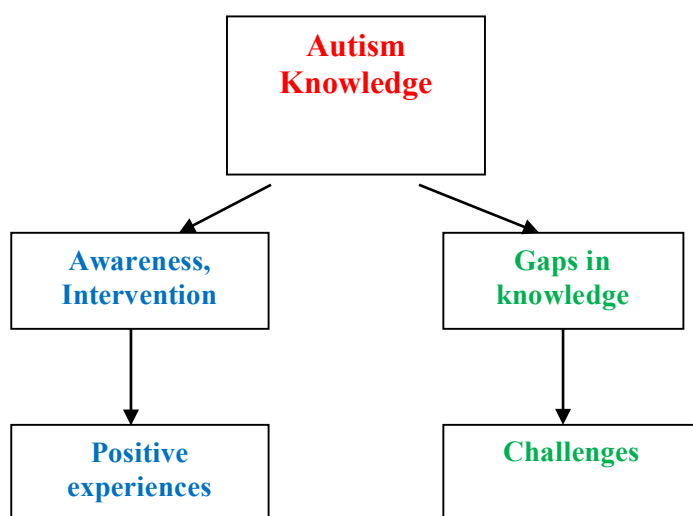 Autism
Knowledge
Awareness,
Intervention
Gaps in
knowledge
Positive
experiences
Challenges